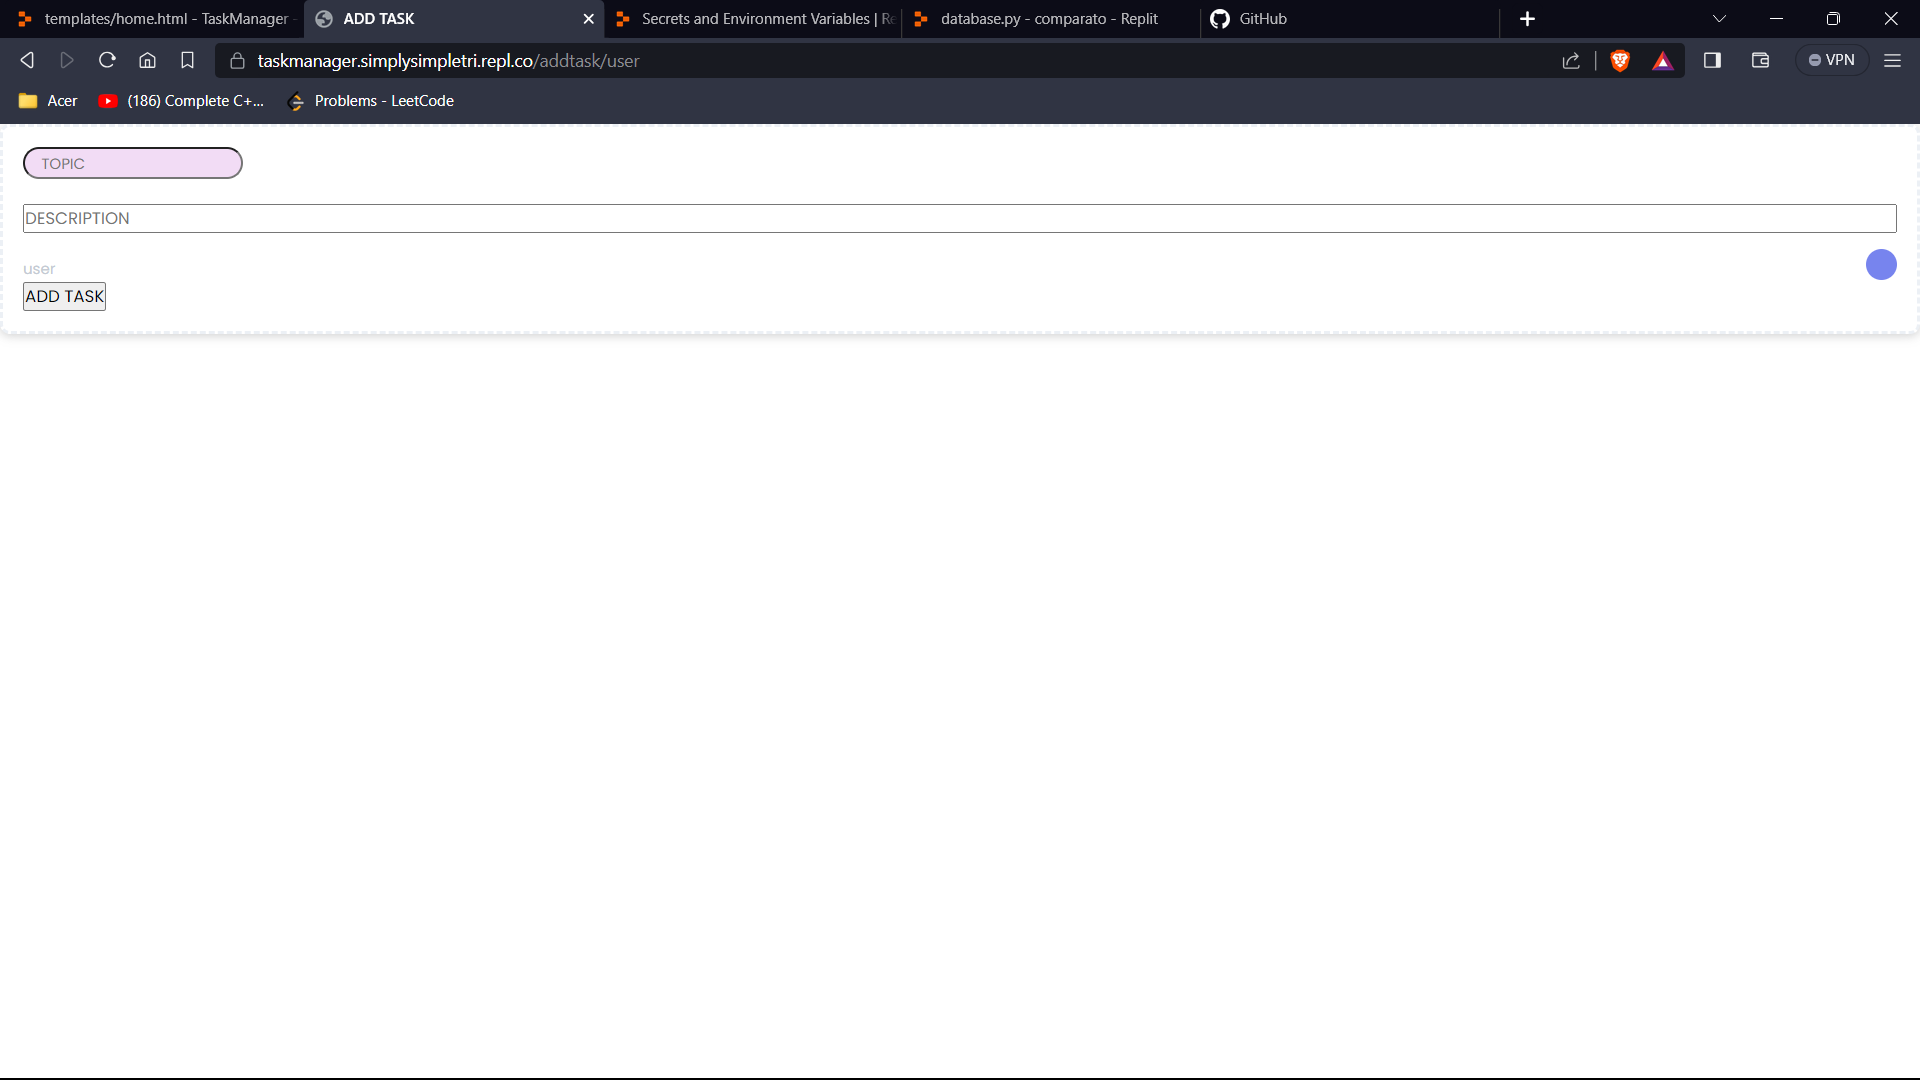 templates/home.html - TaskManager -
ADD TASK
Secrets and Environment Variables | Re
database.py - comparato - Replit
GitHub
taskmanager.simplysimpletri.repl.co/addtask/user
VPN
Acer
(186) Complete C+...
Problems - LeetCode
TOPIC
DESCRIPTION
user
ADD TASK